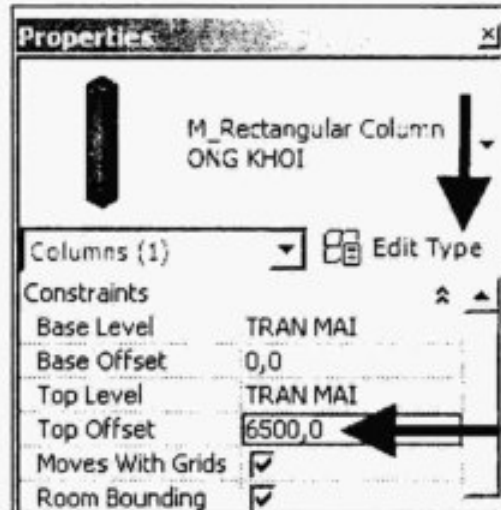 Properties
M_Rectangular Column
ONG KHOI
Columns (1)
Edit Type
Constraints
Base Level TRAN MAI
Base Offset 0,0
Top Level TRAN MAI
Top Offset 6500,0
Moves With Grids
Room Bounding